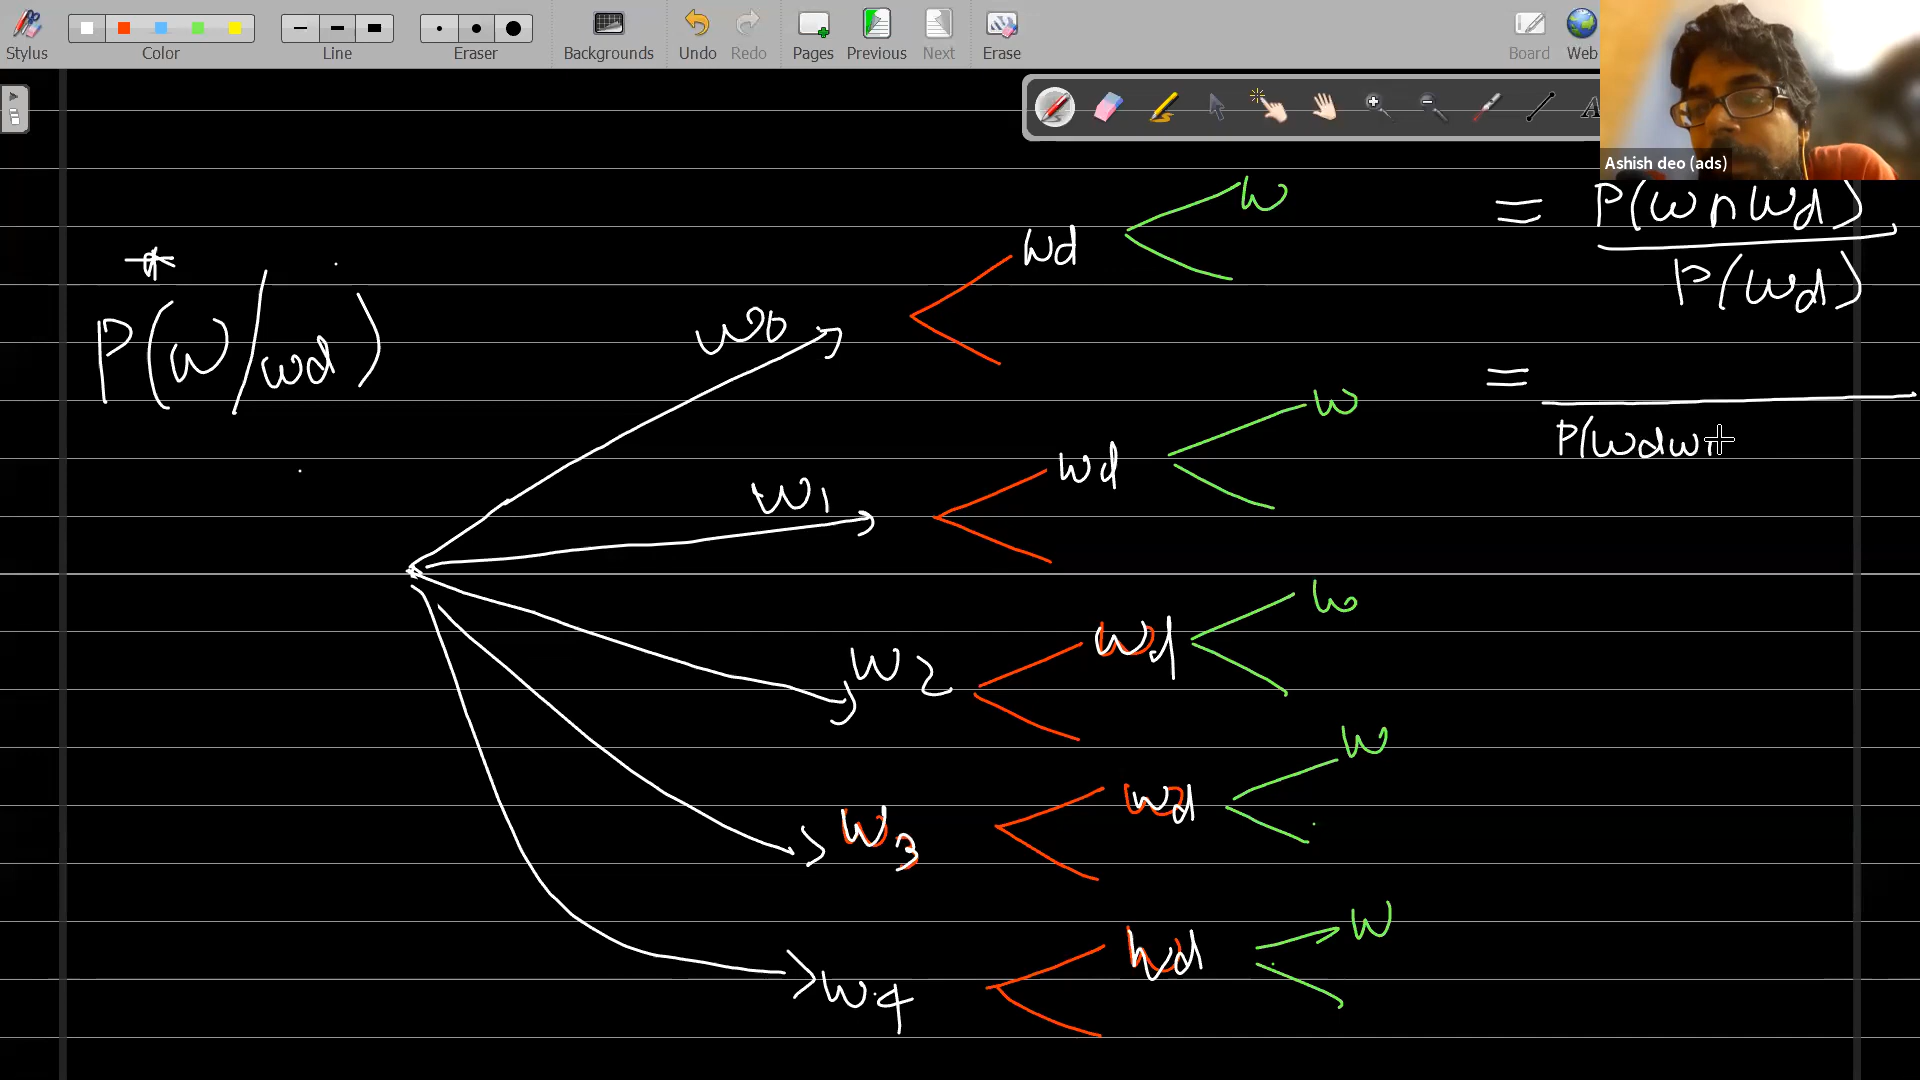 Stylus
Color
Line
Eraser
Backgrounds
Undo
Redo
Pages
Previous
Next
Erase
Board
Web
A
Ashish deo (ads)
P(W/wd)
W0
W1
W2
W3
W4
Wd
Wd
Wd
Wd
Wd
W
W
W
W
W
= P(W∩Wd)
P(Wd)
=
P(Wdw